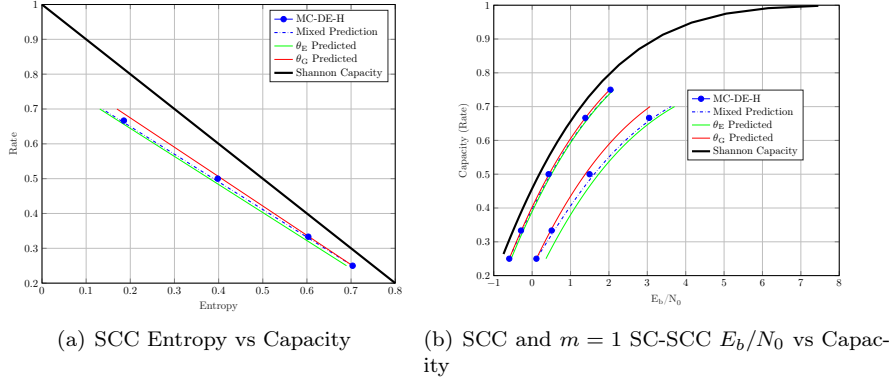 1
0.9
0.8
0.7
0.6
0.5
0.4
0.3
0.2
0
0.1
0.2
0.3
0.4
0.5
0.6
0.7
0.8
Rate
Entropy
MC-DE-H
Mixed Prediction
θE Predicted
θG Predicted
Shannon Capacity
(a) SCC Entropy vs Capacity
1
0.9
0.8
0.7
0.6
0.5
0.4
0.3
0.2
−1
0
1
2
3
4
5
6
7
8
Capacity (Rate)
Eb/N0
MC-DE-H
Mixed Prediction
θE Predicted
θG Predicted
Shannon Capacity
(b) SCC and m = 1 SC-SCC Eb/N0 vs Capac-
ity